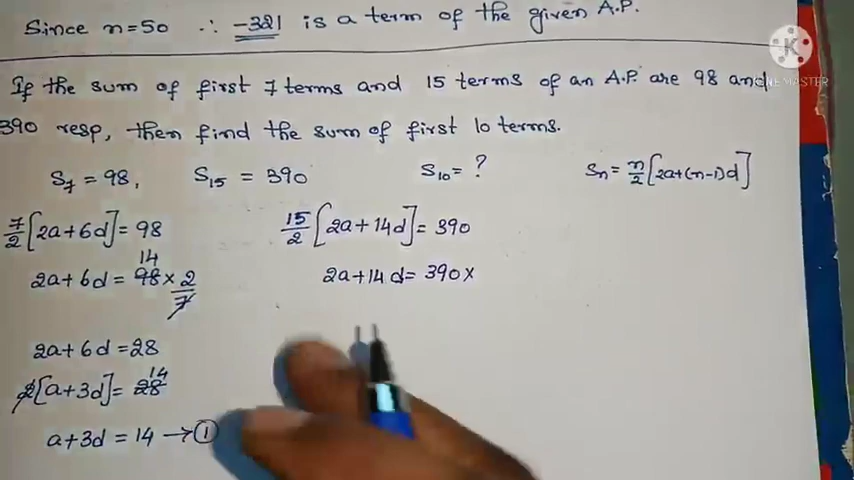 Since n=50 ∴ -321 is a term of the given A.P.
If the sum of first 7 terms and 15 terms of an A.P. are 98 and
390 resp, then find the sum of first 10 terms.
S₇ = 98, S₁₅ = 390 S₁₀ = ? Sₙ = n/2 [2a+(n-1)d]
7/2 [2a+6d] = 98 15/2 [2a+14d] = 390
2a+6d = 98 14 × 2/7 2a+14d = 390×
2a+6d = 28
2[a+3d] = 28 14
a+3d = 14 → ①
K
KINEMASTER